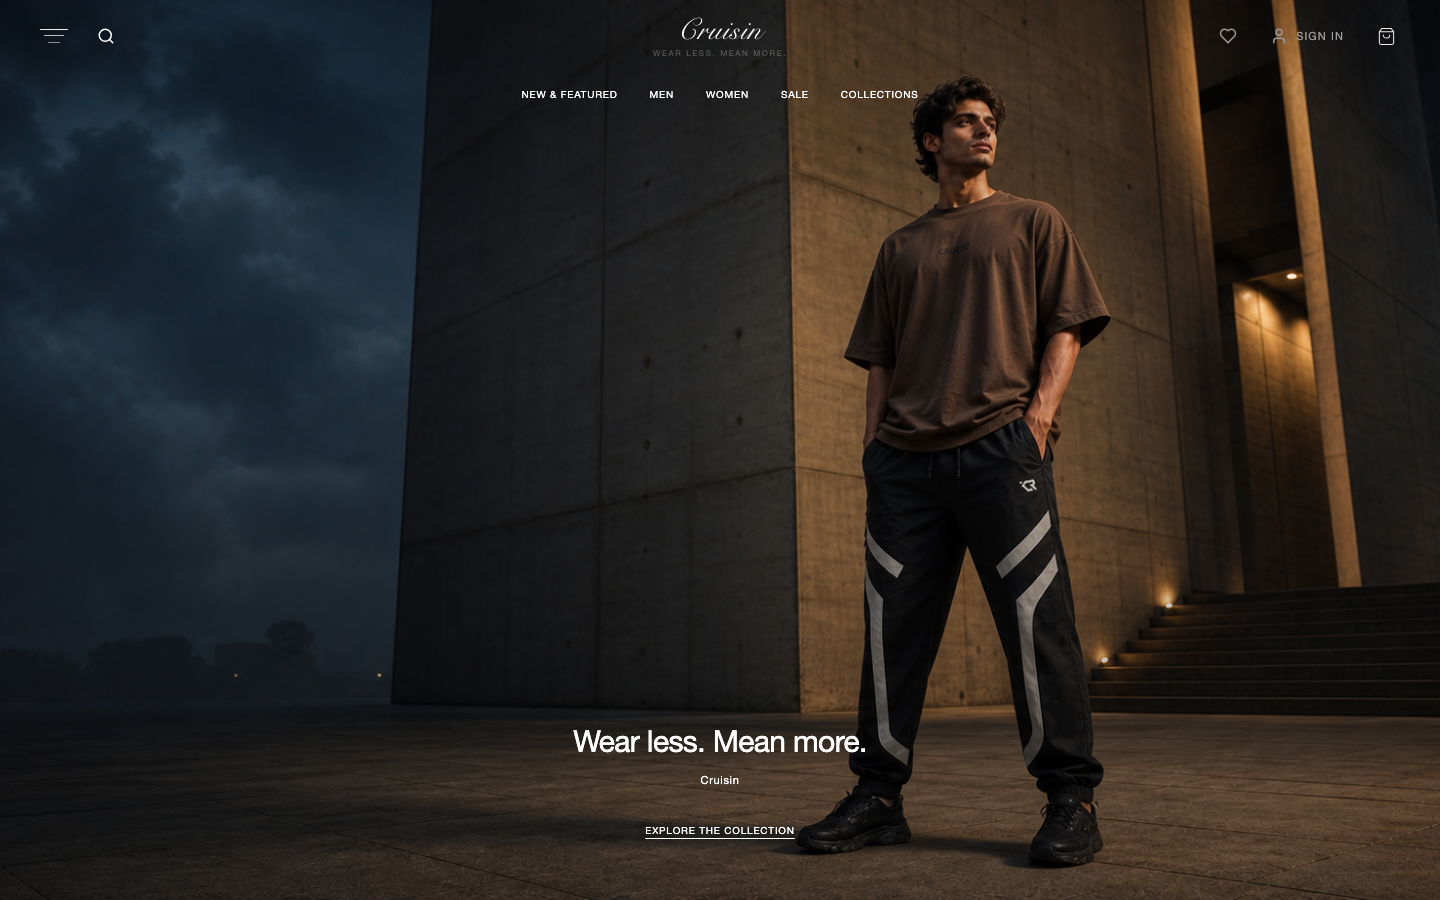 Cruisin
WEAR LESS. MEAN MORE.
SIGN IN
NEW & FEATURED
MEN
WOMEN
SALE
COLLECTIONS
Wear less. Mean more.
Cruisin
EXPLORE THE COLLECTION